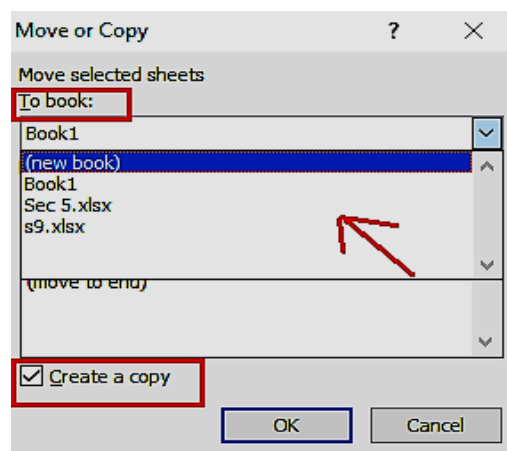 Move or Copy ? ×
Move selected sheets
To book:
Book1
(new book)
Book1
Sec 5.xlsx
s9.xlsx
(move to end)
Create a copy
OK Cancel